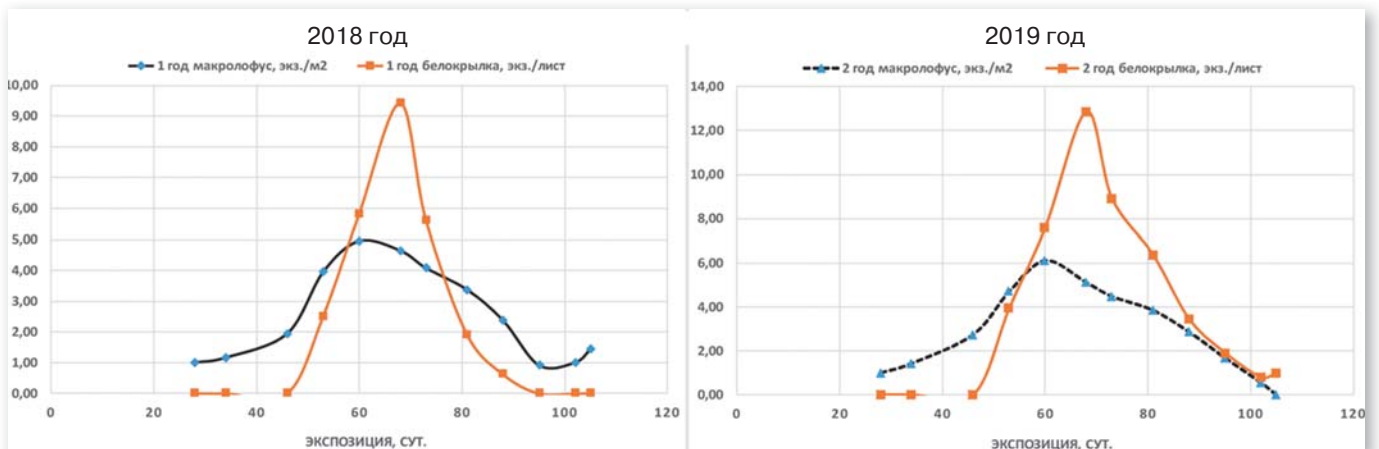 2018 год
1 год макролофус, экз./м2 1 год белокрылка, экз./лист
10,00
9,00
8,00
7,00
6,00
5,00
4,00
3,00
2,00
1,00
0,00
0 20 40 60 80 100 120
ЭКСПОЗИЦИЯ, СУТ.
2019 год
2 год макролофус, экз./м2 2 год белокрылка, экз./лист
14,00
12,00
10,00
8,00
6,00
4,00
2,00
0,00
0 20 40 60 80 100 120
ЭКСПОЗИЦИЯ, СУТ.